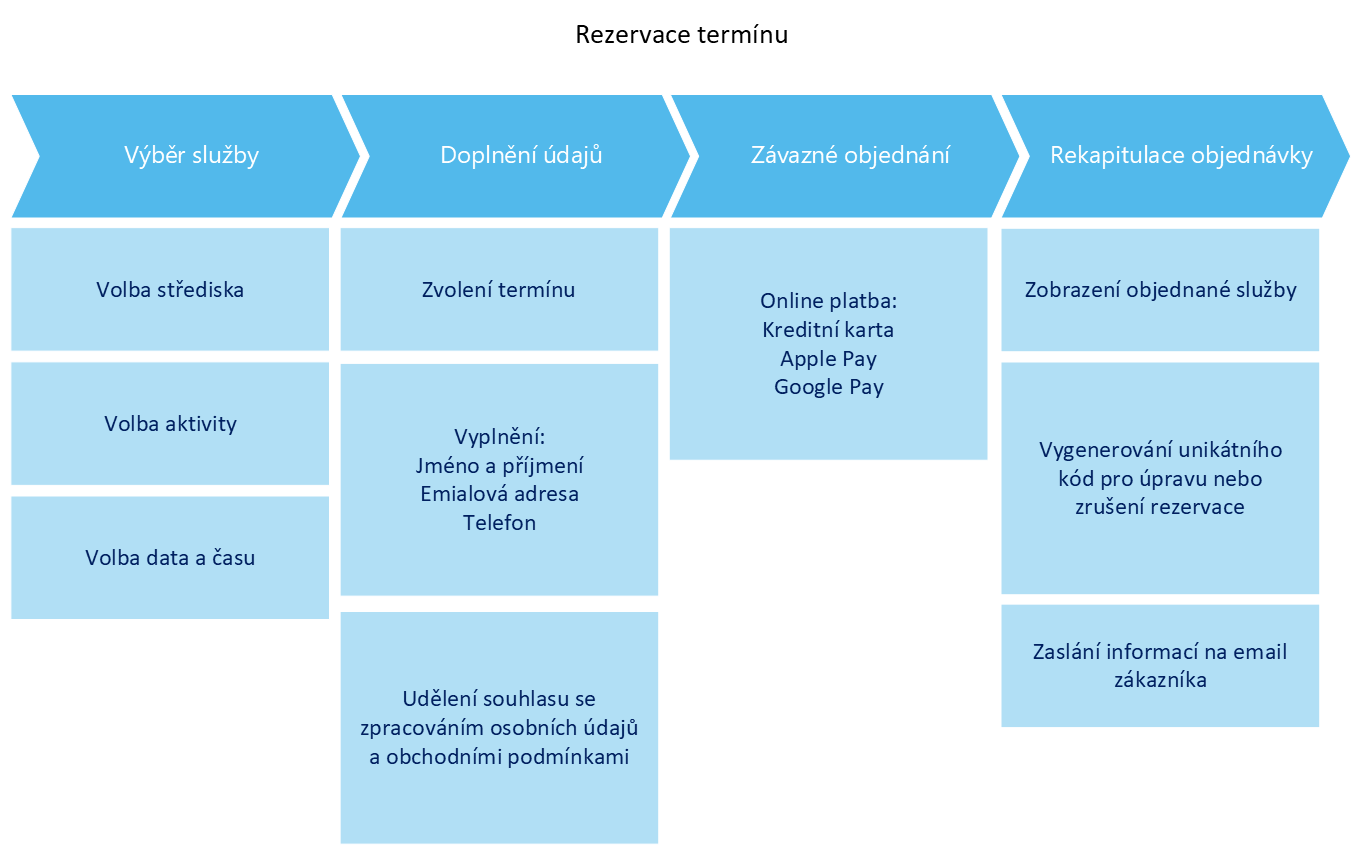 Rezervace termínu
Výběr služby
Doplnění údajů
Závazné objednání
Rekapitulace objednávky
Volba střediska
Volba aktivity
Volba data a času
Zvolení termínu
Vyplnění:
Jméno a příjmení
Emialová adresa
Telefon
Udělení souhlasu se
zpracováním osobních údajů
a obchodními podmínkami
Online platba:
Kreditní karta
Apple Pay
Google Pay
Zobrazení objednané služby
Vygenerování unikátního
kód pro úpravu nebo
zrušení rezervace
Zaslání informací na email
zákazníka